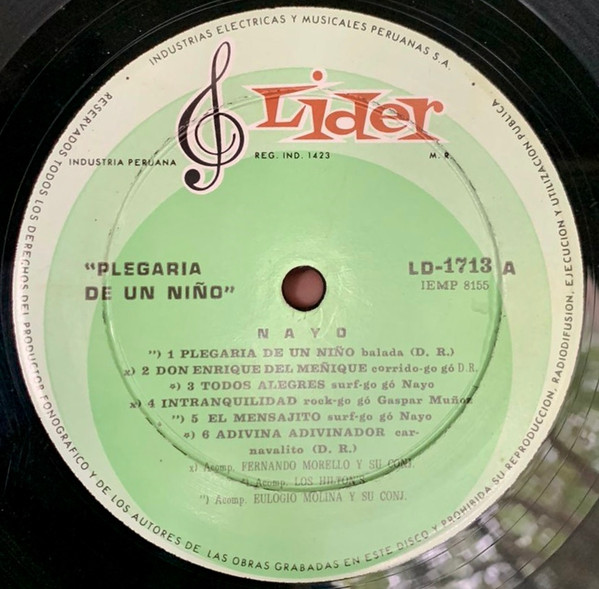 INDUSTRIAS ELECTRICAS Y MUSICALES PERUANAS S.A.
Lider
INDUSTRIA PERUANA
REG. IND. 1423
M. R.
"PLEGARIA
DE UN NIÑO"
LD-1713 A
IEMP 8155
NAYO
") 1 PLEGARIA DE UN NIÑO balada (D. R.)
x) 2 DON ENRIQUE DEL MEÑIQUE corrido-go gó D.R.
*) 3 TODOS ALEGRES surf-go gó Nayo
x) 4 INTRANQUILIDAD rock-go gó Gaspar Muñoz
") 5 EL MENSAJITO surf-go gó Nayo
*) 6 ADIVINA ADIVINADOR car-
navalito (D. R.)
x) Acomp. FERNANDO MORELLO Y SU CONJ.
*) Acomp. LOS HILTON'S
") Acomp. EULOGIO MOLINA Y SU CONJ.
RESERVADOS TODOS LOS DERECHOS DEL PRODUCTOR FONOGRAFICO Y DE LOS AUTORES DE LAS OBRAS GRABADAS EN ESTE DISCO Y PROHIBIDA SU REPRODUCCION, RADIODIFUSION, EJECUCION Y UTILIZACION PUBLICA